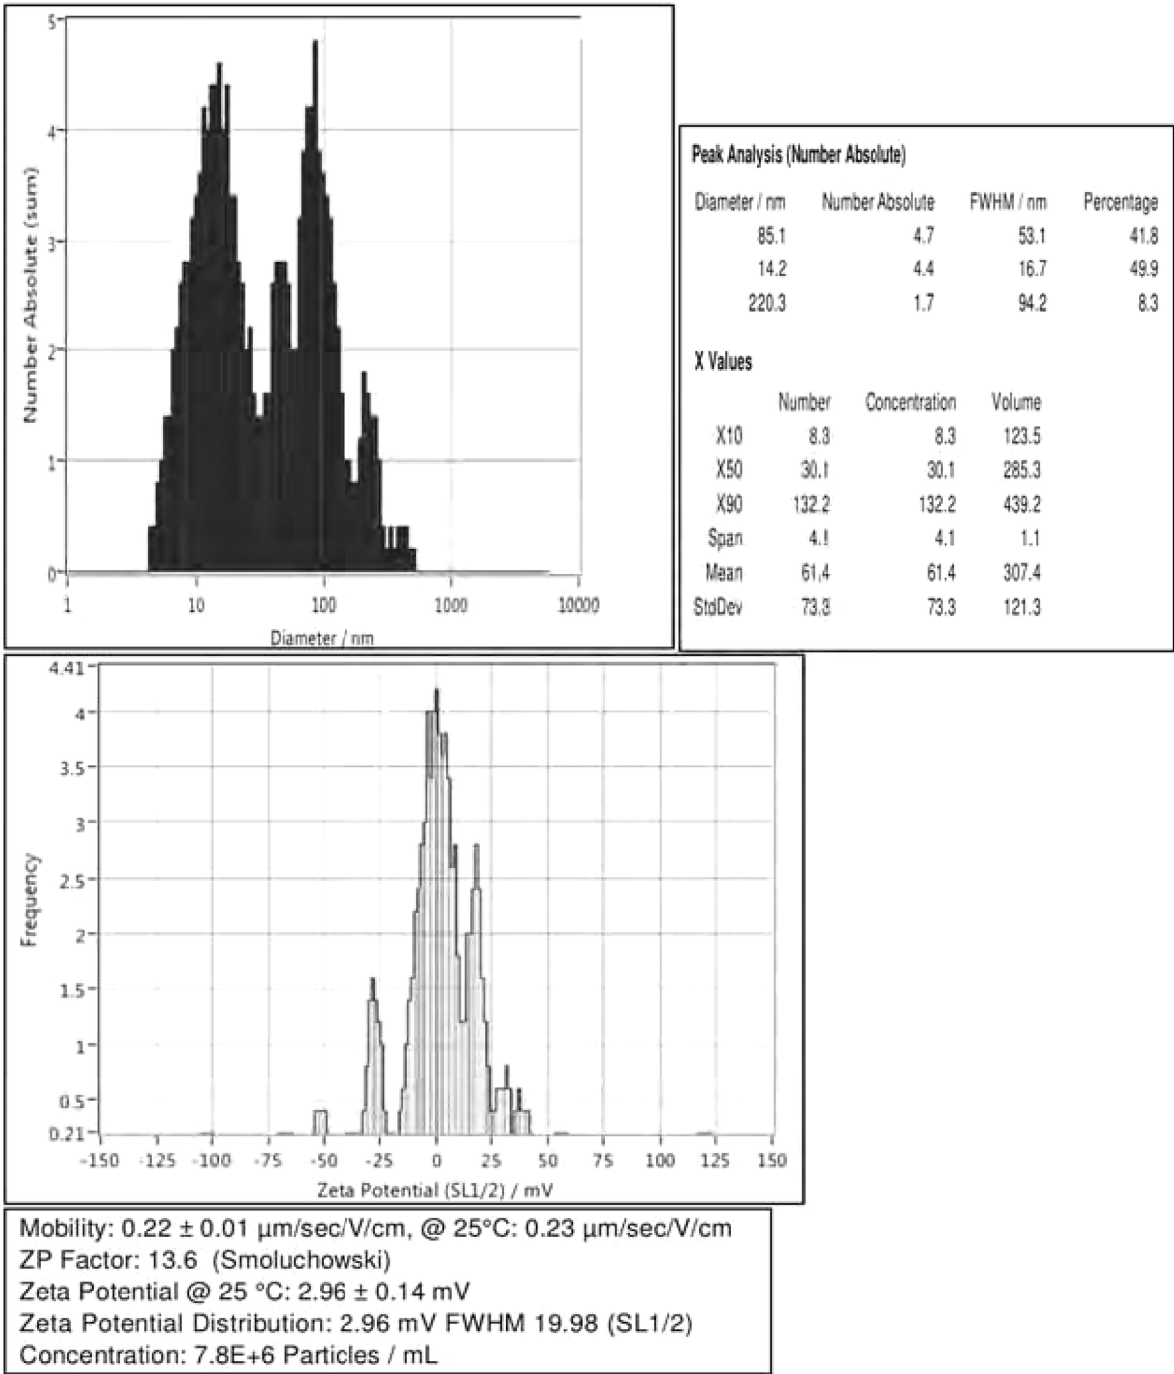 5
4
3
2
1
0
Number Absolute (sum)
1 10 100 1000 10000
Diameter / nm
Peak Analysis (Number Absolute)
Diameter / nm Number Absolute FWHM / nm Percentage
85.1 4.7 53.1 41.8
14.2 4.4 16.7 49.9
220.3 1.7 94.2 8.3
X Values
Number Concentration Volume
X10 8.3 8.3 123.5
X50 30.1 30.1 285.3
X90 132.2 132.2 439.2
Span 4.1 4.1 1.1
Mean 61.4 61.4 307.4
StdDev 73.3 73.3 121.3
4.41
4
3.5
3
2.5
2
1.5
1
0.5
0.21
Frequency
-150 -125 -100 -75 -50 -25 0 25 50 75 100 125 150
Zeta Potential (SL1/2) / mV
Mobility: 0.22 ± 0.01 µm/sec/V/cm, @ 25°C: 0.23 µm/sec/V/cm
ZP Factor: 13.6 (Smoluchowski)
Zeta Potential @ 25 °C: 2.96 ± 0.14 mV
Zeta Potential Distribution: 2.96 mV FWHM 19.98 (SL1/2)
Concentration: 7.8E+6 Particles / mL